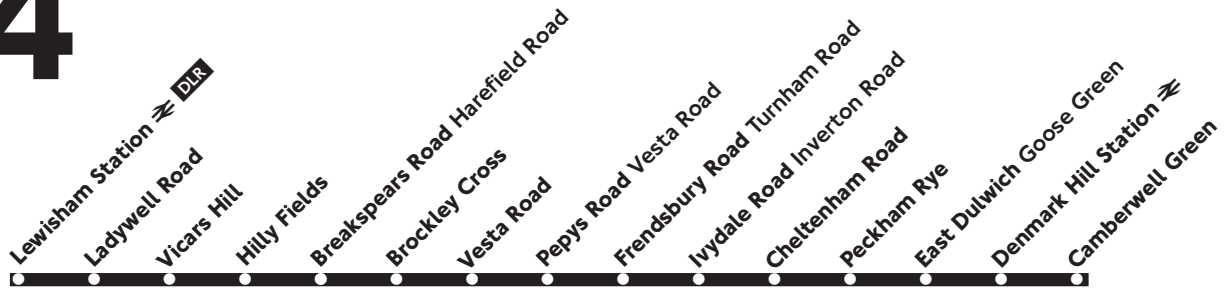 4
Lewisham Station DLR
Ladywell Road
Vicars Hill
Hilly Fields
Breakspears Road Harefield Road
Brockley Cross
Vesta Road
Pepys Road Vesta Road
Frendsbury Road Turnham Road
Ivydale Road Inverton Road
Cheltenham Road
Peckham Rye
East Dulwich Goose Green
Denmark Hill Station
Camberwell Green